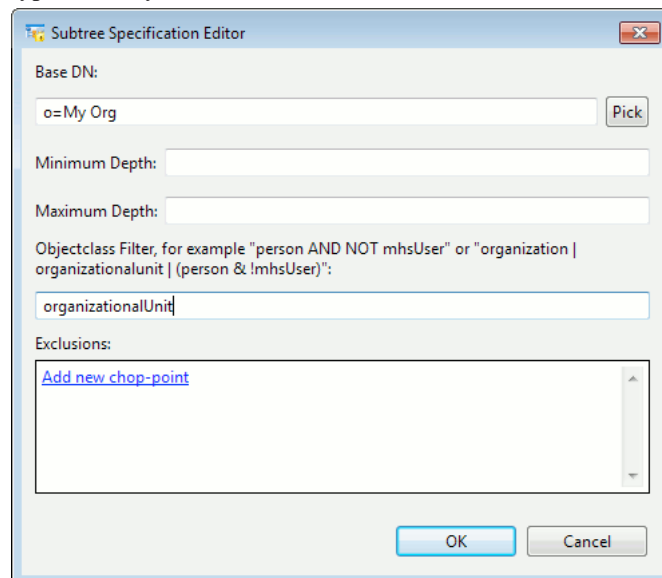 Subtree Specification Editor
Base DN:
o=My Org
Pick
Minimum Depth:
Maximum Depth:
Objectclass Filter, for example "person AND NOT mhsUser" or "organization |
organizationalunit | (person & !mhsUser)":
organizationalUnit
Exclusions:
Add new chop-point
OK Cancel